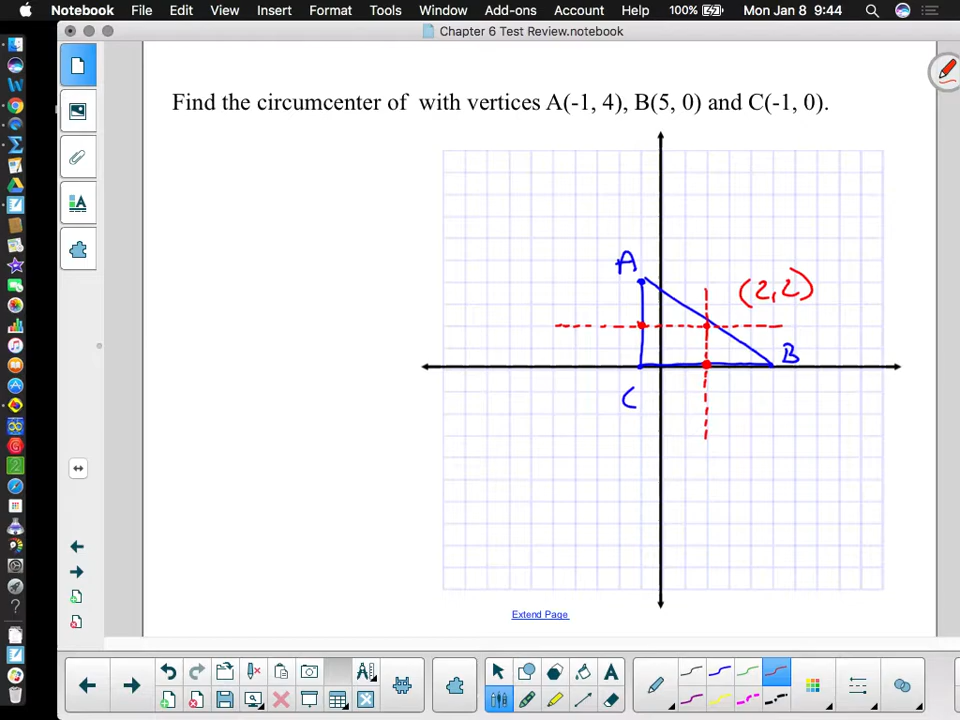 Notebook File Edit View Insert Format Tools Window Add-ons Account Help 100% Mon Jan 8 9:44
Chapter 6 Test Review.notebook
Find the circumcenter of with vertices A(-1, 4), B(5, 0) and C(-1, 0).
A
(2,2)
B
C
Extend Page